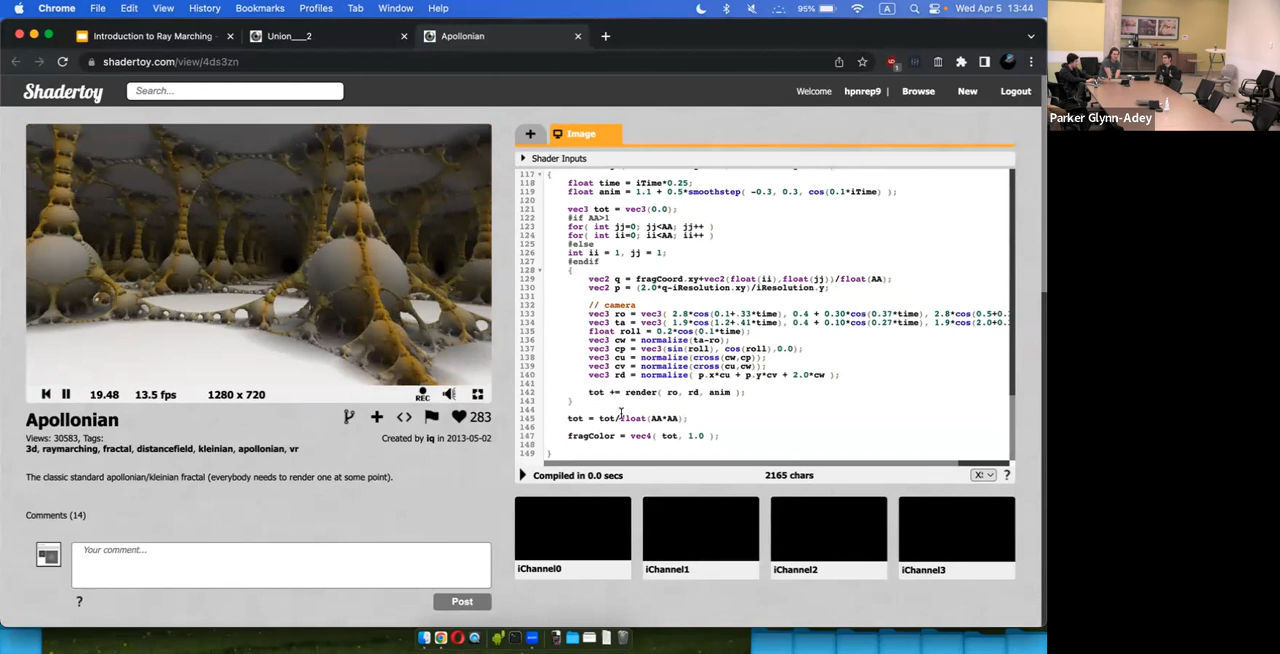 Chrome File Edit View History Bookmarks Profiles Tab Window Help 95% A Wed Apr 5 13:44
Introduction to Ray Marching Union___2 Apollonian
shadertoy.com/view/4ds3zn
Shadertoy Search... Welcome hpnrep9 Browse New Logout
Parker Glynn-Adey
Image
Shader Inputs
117 {
118 float time = iTime*0.25;
119 float anim = 1.1 + 0.5*smoothstep( -0.3, 0.3, cos(0.1*iTime) );
120
121 vec3 tot = vec3(0.0);
122 #if AA>1
123 for( int jj=0; jj<AA; jj++ )
124 for( int ii=0; ii<AA; ii++ )
125 #else
126 int ii = 1, jj = 1;
127 #endif
128 {
129 vec2 q = fragCoord.xy+vec2(float(ii),float(jj))/float(AA);
130 vec2 p = (2.0*q-iResolution.xy)/iResolution.y;
131
132 // camera
133 vec3 ro = vec3( 2.8*cos(0.1+.33*time), 0.4 + 0.30*cos(0.37*time), 2.8*cos(0.5+0.
134 vec3 ta = vec3( 1.9*cos(1.2+.41*time), 0.4 + 0.10*cos(0.27*time), 1.9*cos(2.0+0.
135 float roll = 0.2*cos(0.1*time);
136 vec3 cw = normalize(ta-ro);
137 vec3 cp = vec3(sin(roll), cos(roll),0.0);
138 vec3 cu = normalize(cross(cw,cp));
139 vec3 cv = normalize(cross(cu,cw));
140 vec3 rd = normalize( p.x*cu + p.y*cv + 2.0*cw );
141
142 tot += render( ro, rd, anim );
143 }
144
145 tot = tot/float(AA*AA);
146
147 fragColor = vec4( tot, 1.0 );
148
149 }
19.48 13.5 fps 1280 x 720 REC
Apollonian 283
Views: 30583, Tags: Created by iq in 2013-05-02
3d, raymarching, fractal, distancefield, kleinian, apollonian, vr
The classic standard apollonian/kleinian fractal (everybody needs to render one at some point).
Compiled in 0.0 secs 2165 chars X: ?
Comments (14)
Your comment...
? Post
iChannel0 iChannel1 iChannel2 iChannel3